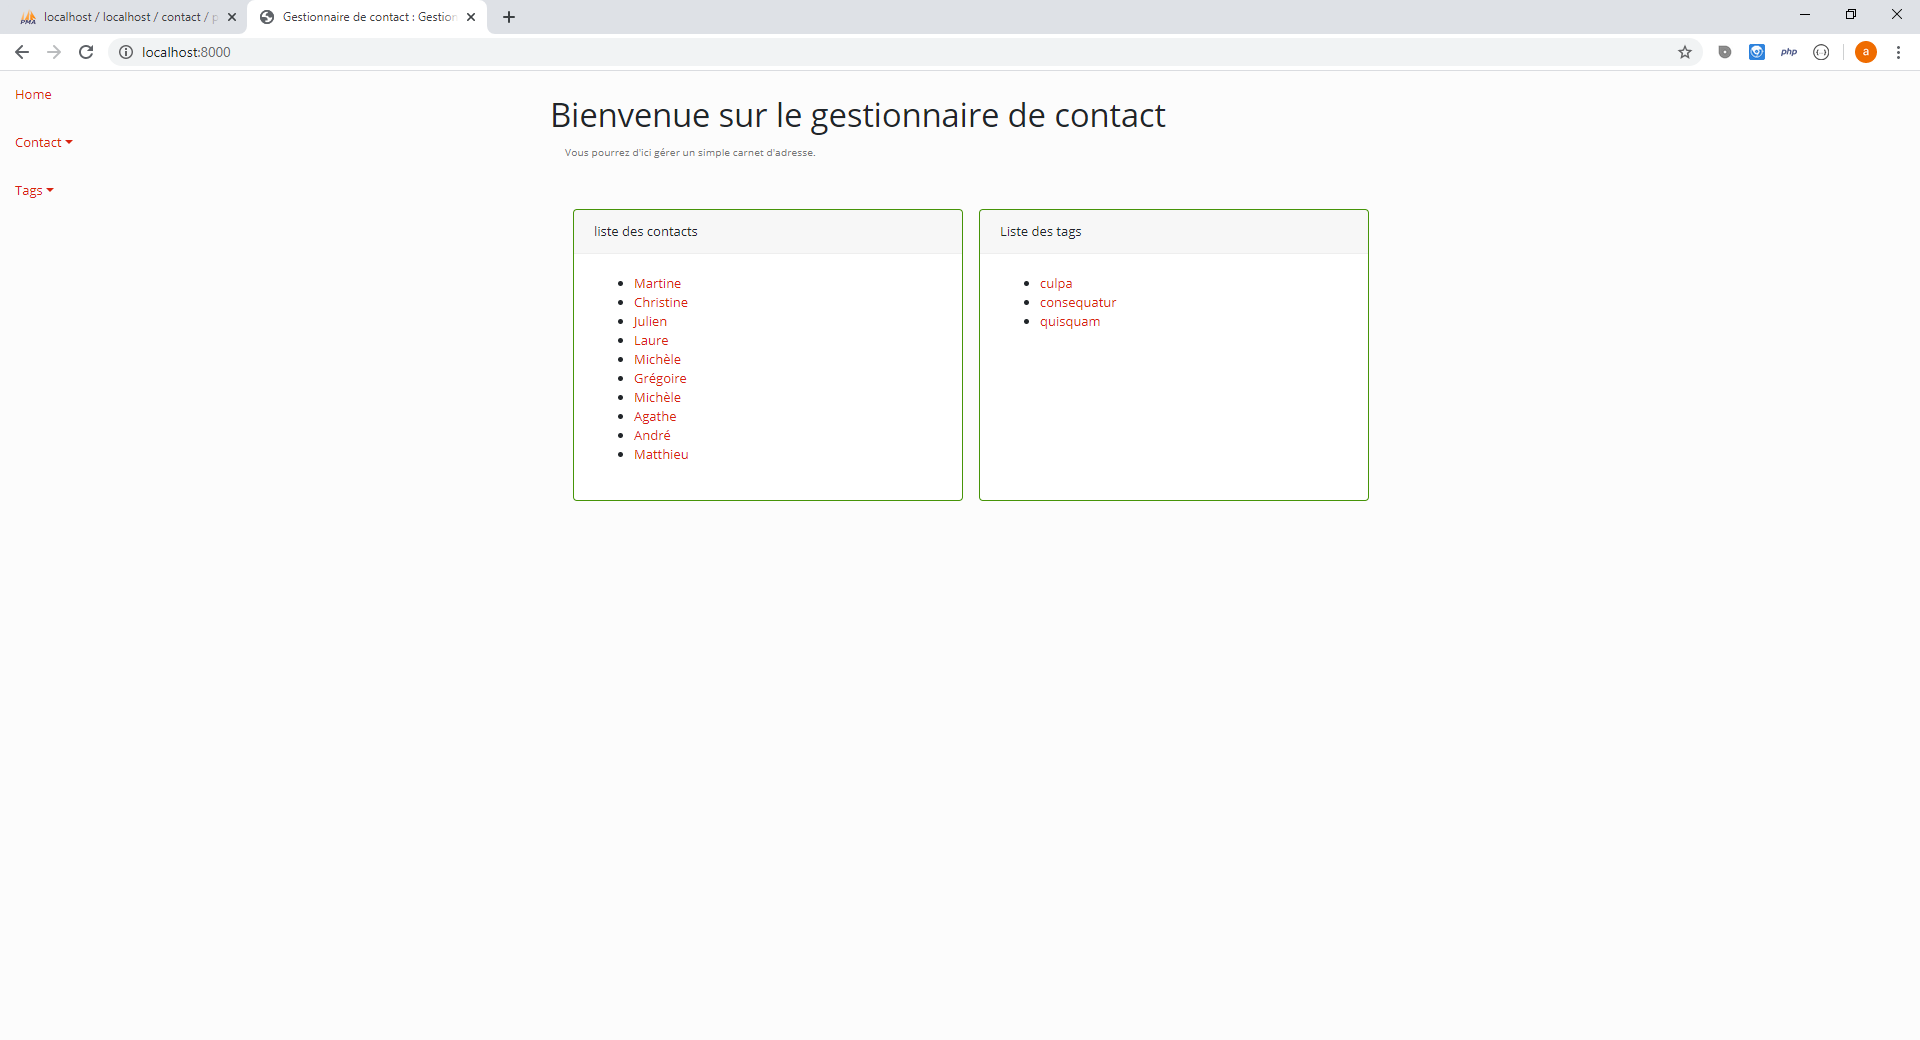 localhost / localhost / contact / p
Gestionnaire de contact : Gestion
localhost:8000
php
a
Home
Contact
Tags
Bienvenue sur le gestionnaire de contact
Vous pourrez d'ici gérer un simple carnet d'adresse.
liste des contacts
Martine
Christine
Julien
Laure
Michèle
Grégoire
Michèle
Agathe
André
Matthieu
Liste des tags
culpa
consequatur
quisquam